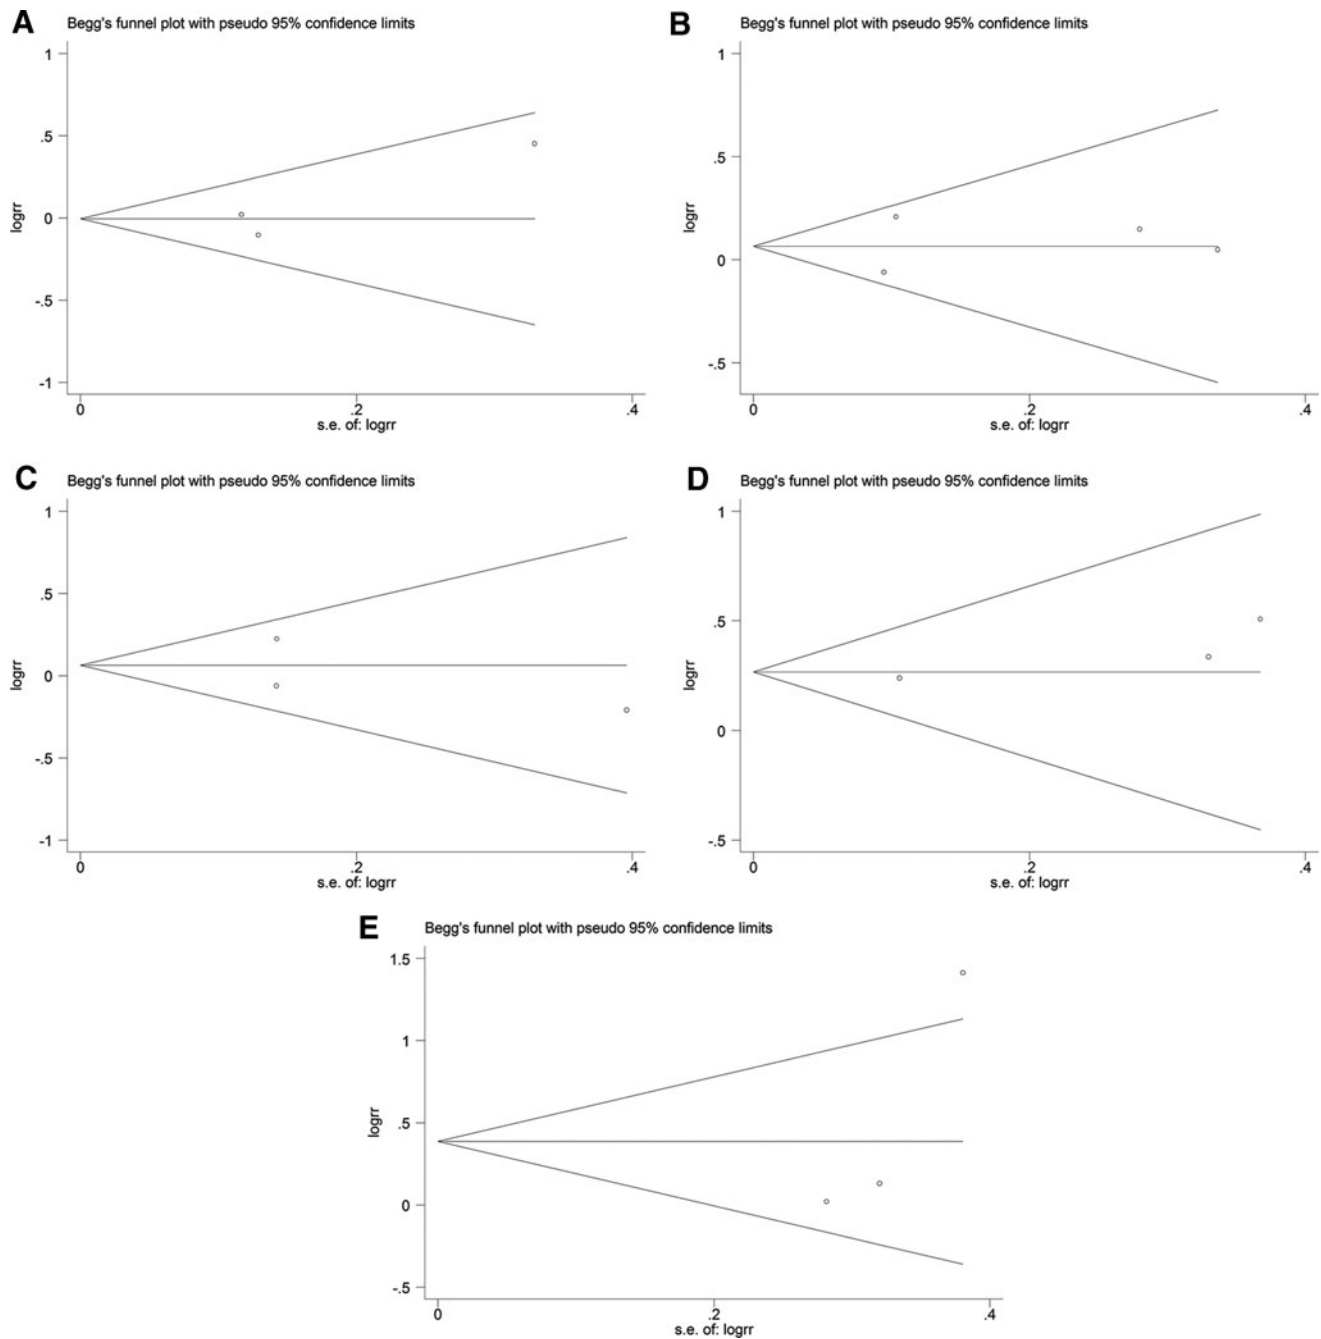 A
Begg's funnel plot with pseudo 95% confidence limits
1
.5
0
-.5
-1
logrr
0 .2 .4
s.e. of: logrr
B
Begg's funnel plot with pseudo 95% confidence limits
1
.5
0
-.5
logrr
0 .2 .4
s.e. of: logrr
C
Begg's funnel plot with pseudo 95% confidence limits
1
.5
0
-.5
-1
logrr
0 .2 .4
s.e. of: logrr
D
Begg's funnel plot with pseudo 95% confidence limits
1
.5
0
-.5
logrr
0 .2 .4
s.e. of: logrr
E
Begg's funnel plot with pseudo 95% confidence limits
1.5
1
.5
0
-.5
logrr
0 .2 .4
s.e. of: logrr